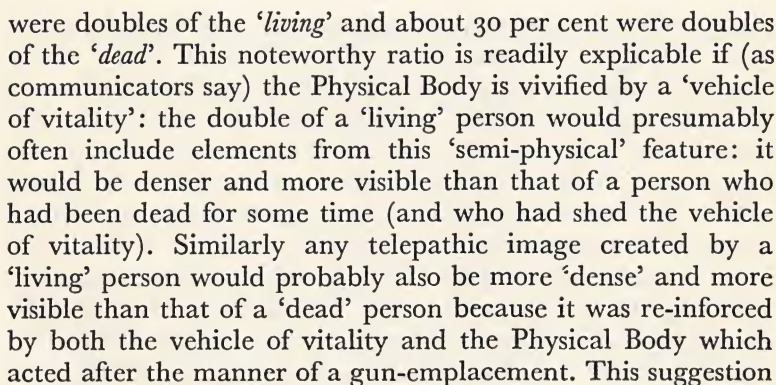 were doubles of the ‘living’ and about 30 per cent were doubles
of the ‘dead’. This noteworthy ratio is readily explicable if (as
communicators say) the Physical Body is vivified by a ‘vehicle
of vitality’: the double of a ‘living’ person would presumably
often include elements from this ‘semi-physical’ feature: it
would be denser and more visible than that of a person who
had been dead for some time (and who had shed the vehicle
of vitality). Similarly any telepathic image created by a
‘living’ person would probably also be more ‘dense’ and more
visible than that of a ‘dead’ person because it was re-inforced
by both the vehicle of vitality and the Physical Body which
acted after the manner of a gun-emplacement. This suggestion